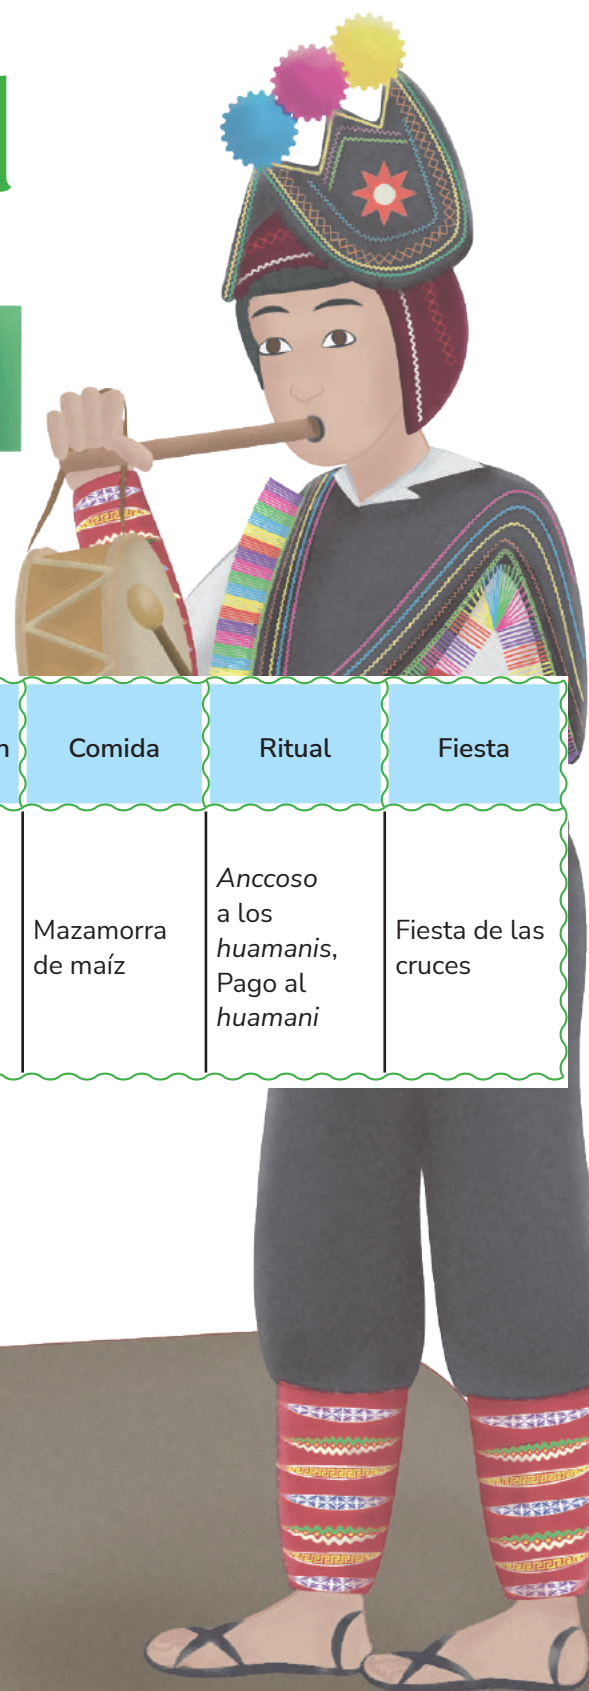 Comida
Ritual
Fiesta
Mazamorra
de maíz
Anccoso
a los
huamanis,
Pago al
huamani
Fiesta de las
cruces